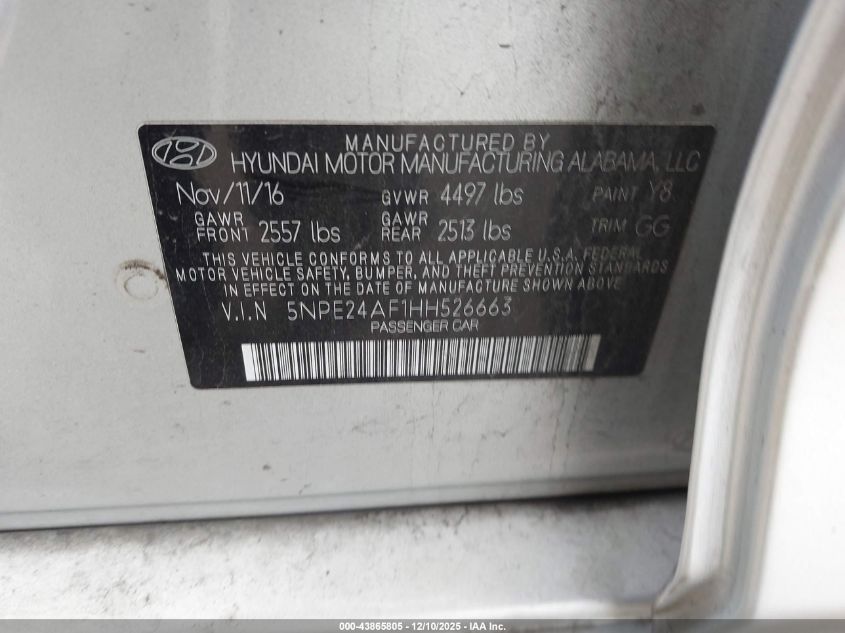 MANUFACTURED BY
HYUNDAI MOTOR MANUFACTURING ALABAMA, LLC
Nov/11/16 GVWR 4497 lbs PAINT Y8
GAWR FRONT 2557 lbs GAWR REAR 2513 lbs TRIM GG
THIS VEHICLE CONFORMS TO ALL APPLICABLE U.S.A. FEDERAL
MOTOR VEHICLE SAFETY, BUMPER, AND THEFT PREVENTION STANDARDS
IN EFFECT ON THE DATE OF MANUFACTURE SHOWN ABOVE.
V.I.N 5NPE24AF1HH526663
PASSENGER CAR
000-43865805 - 12/10/2025 - IAA Inc.